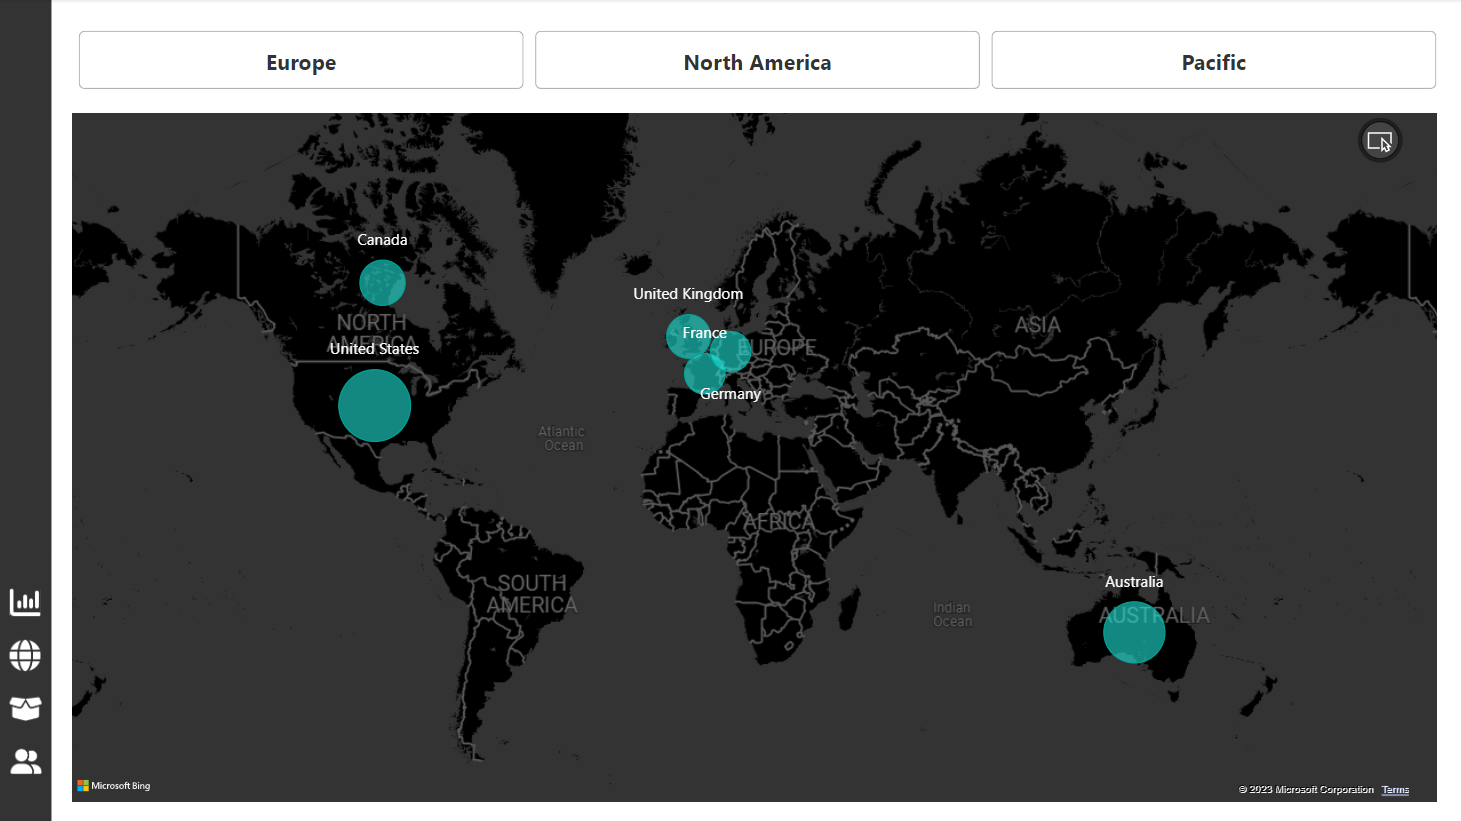 Europe
North America
Pacific
Canada
United Kingdom
NORTH
AMERICA
France
ASIA
EUROPE
United States
Germany
Atlantic
Ocean
AFRICA
SOUTH
AMERICA
Australia
Indian
Ocean
AUSTRALIA
Microsoft Bing
© 2023 Microsoft Corporation Terms